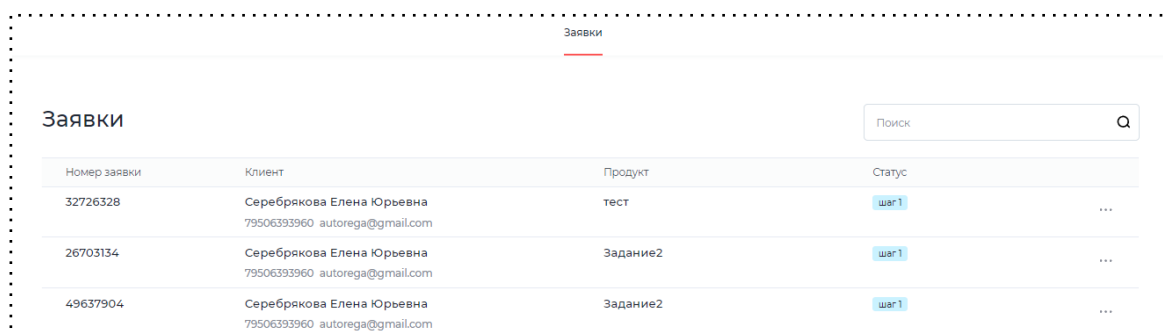 Заявки
Заявки
Поиск
Номер заявки Клиент Продукт Статус
32726328 Серебрякова Елена Юрьевна тест шаг 1 ...
79506393960 autorega@gmail.com
26703134 Серебрякова Елена Юрьевна Задание2 шаг 1 ...
79506393960 autorega@gmail.com
49637904 Серебрякова Елена Юрьевна Задание2 шаг 1 ...
79506393960 autorega@gmail.com